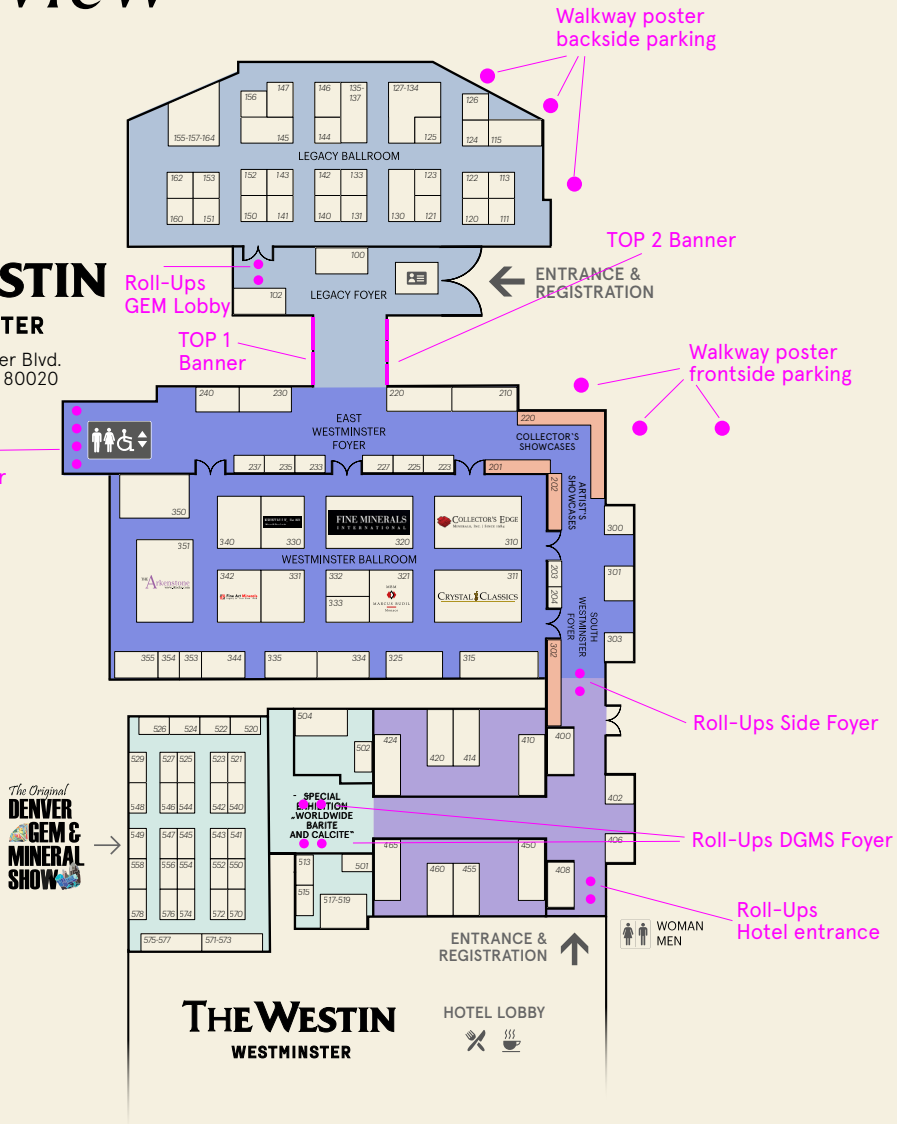 view
Walkway poster
backside parking
147
156
145
155-157-164
146
135-
137
144
127-134
125
126
124
115
LEGACY BALLROOM
162
153
160
151
152
143
150
141
142
133
140
131
123
130
121
122
113
120
111
TOP 2 Banner
STIN
TER
er Blvd.
80020
Roll-Ups
GEM Lobby
100
102
LEGACY FOYER
ENTRANCE &
REGISTRATION
TOP 1
Banner
Walkway poster
frontside parking
240
230
220
210
220
EAST
WESTMINSTER
FOYER
COLLECTOR'S
SHOWCASES
r
237
235
233
227
225
223
201
202
ARTIST'S
SHOWCASES
350
340
330
FINE MINERALS
INTERNATIONAL
320
COLLECTOR'S EDGE
310
300
WESTMINSTER BALLROOM
351
THE Arkenstone
342
Fine Art Minerals
331
332
333
321
MARCUS BUDIL
311
CRYSTAL CLASSICS
203
204
301
SOUTH
WESTMINSTER
FOYER
303
302
355
354
353
344
335
334
325
315
Roll-Ups Side Foyer
526
524
522
520
504
502
424
420
414
410
400
529
527
525
523
521
548
546
544
542
540
402
The Original
DENVER
GEM &
MINERAL
SHOW
SPECIAL
EXHIBITION
„WORLDWIDE
BARITE
AND CALCITE"
Roll-Ups DGMS Foyer
406
549
547
545
543
541
558
556
554
552
550
578
576
574
572
570
513
501
515
517-519
465
460
455
450
408
Roll-Ups
Hotel entrance
575-577
571-573
ENTRANCE &
REGISTRATION
WOMAN
MEN
THE WESTIN
WESTMINSTER
HOTEL LOBBY